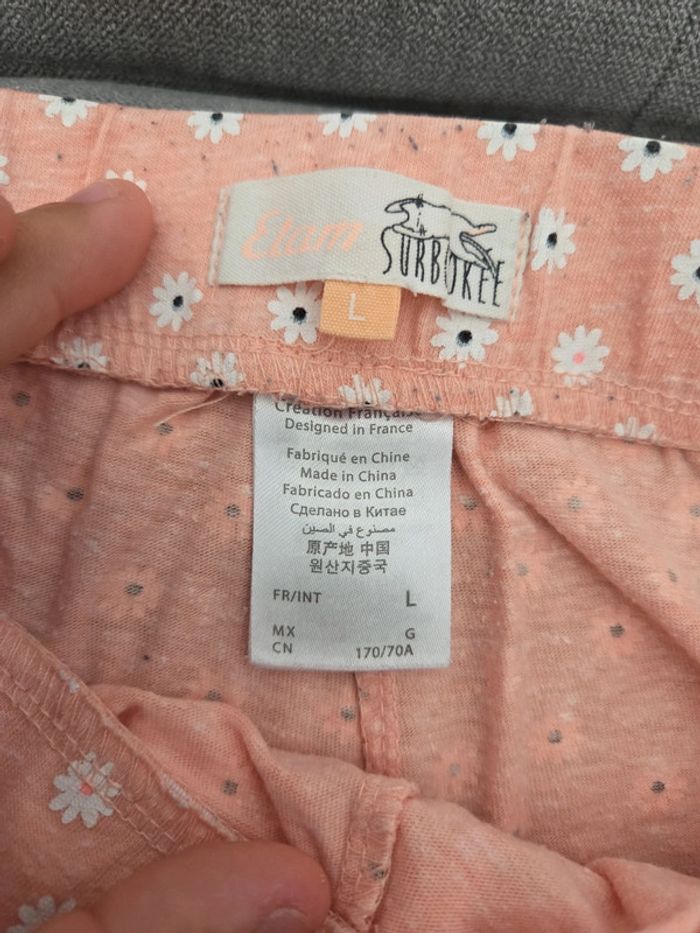 Etam
SURBOOKÉE
L
Création Française
Designed in France
Fabriqué en Chine
Made in China
Fabricado en China
Сделано в Китае
مصنوع في الصين
原产地 中国
원산지중국
FR/INT L
MX G
CN 170/70A